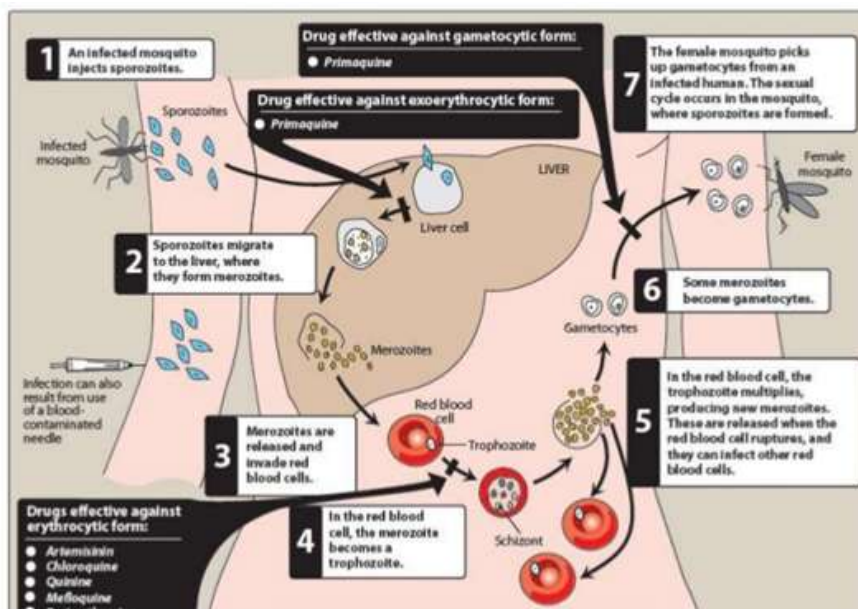 1
An infected mosquito
injects sporozoites.
Drug effective against gametocytic form:
Primaquine
Drug effective against exoerythrocytic form:
Primaquine
7
The female mosquito picks
up gametocytes from an
infected human. The sexual
cycle occurs in the mosquito,
where sporozoites are formed.
Sporozoites
Infected
mosquito
LIVER
Female
mosquito
Liver cell
2
Sporozoites migrate
to the liver, where
they form merozoites.
6
Some merozoites
become gametocytes.
Gametocytes
Merozoites
Infection can also
result from use
of a blood-
contaminated
needle
5
In the red blood cell, the
trophozoite multiplies,
producing new merozoites.
These are released when the
red blood cell ruptures, and
they can infect other red
blood cells.
Red blood
cell
Trophozoite
3
Merozoites are
released and
invade red
blood cells.
Schizont
4
In the red blood
cell, the merozoite
becomes a
trophozoite.
Drugs effective against
erythrocytic form:
Artemisinin
Chloroquine
Quinine
Mefloquine